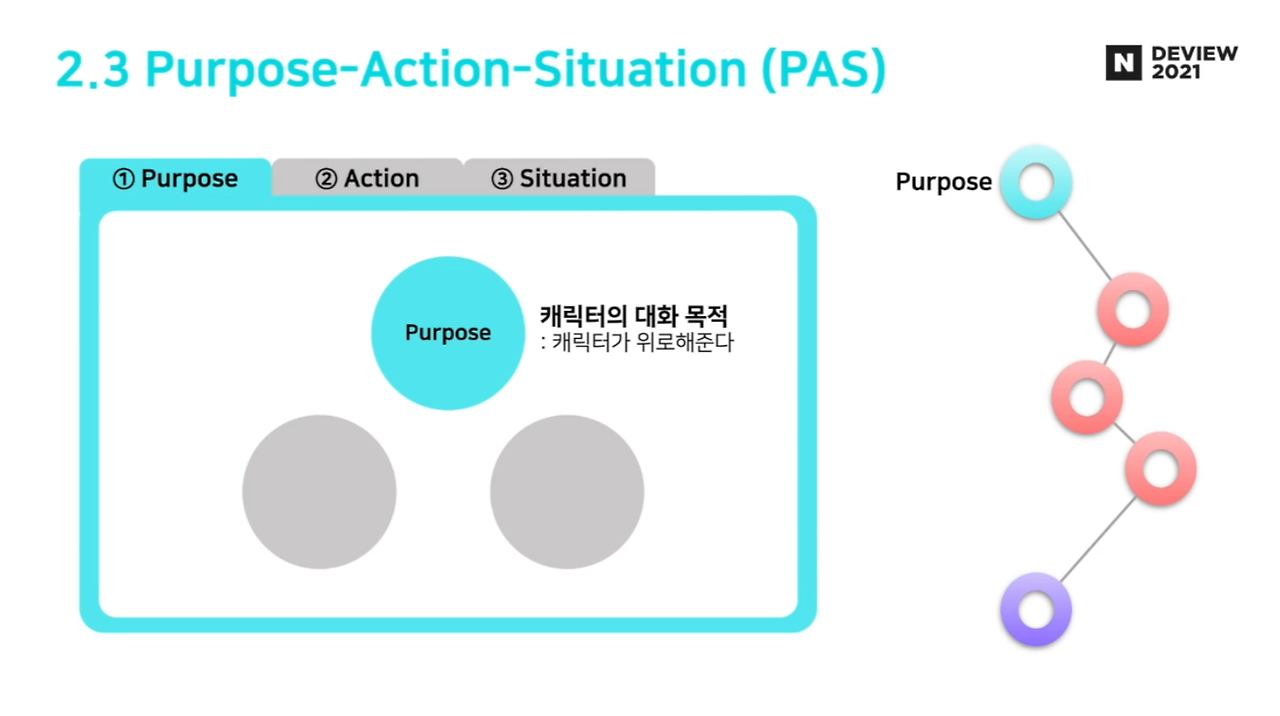 2.3 Purpose-Action-Situation (PAS)
N DEVIEW
2021
① Purpose
② Action
③ Situation
Purpose
캐릭터의 대화 목적
: 캐릭터가 위로해준다
Purpose